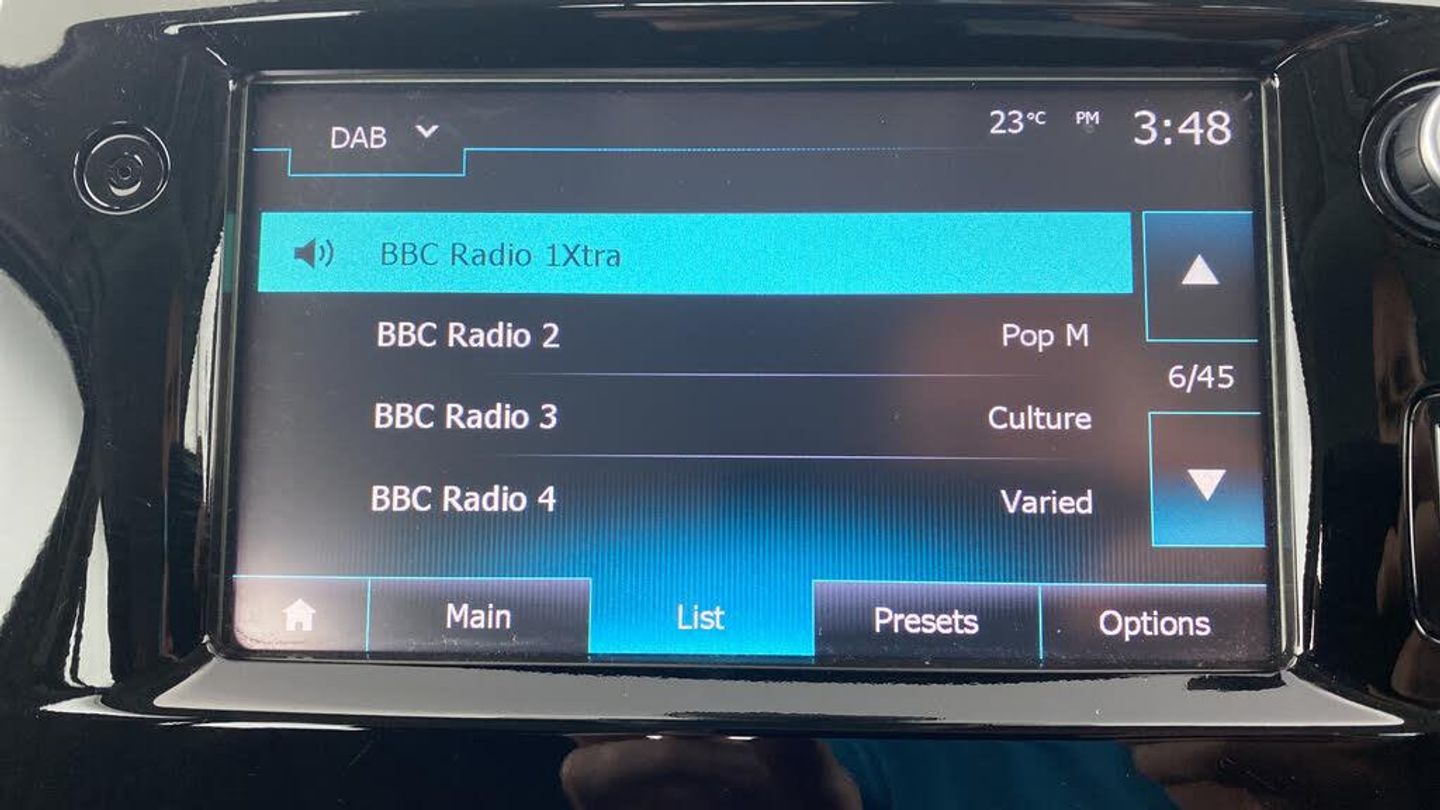 DAB 23°C PM 3:48
BBC Radio 1Xtra
BBC Radio 2 Pop M
6/45
BBC Radio 3 Culture
BBC Radio 4 Varied
Main List Presets Options